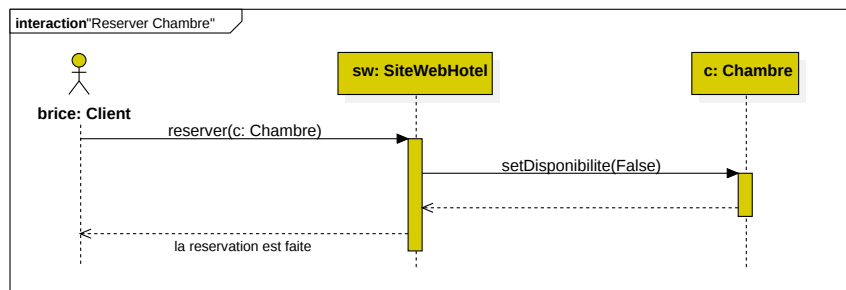 interaction"Reserver Chambre"
sw: SiteWebHotel
c: Chambre
brice: Client
reserver(c: Chambre)
setDisponibilite(False)
la reservation est faite